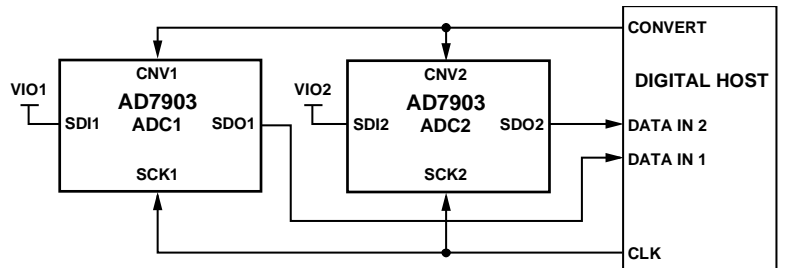 CONVERT
CNV1
CNV2
DIGITAL HOST
VIO1
AD7903
VIO2
AD7903
SDI1
ADC1
SDO1
SDI2
ADC2
SDO2
DATA IN 2
DATA IN 1
SCK1
SCK2
CLK